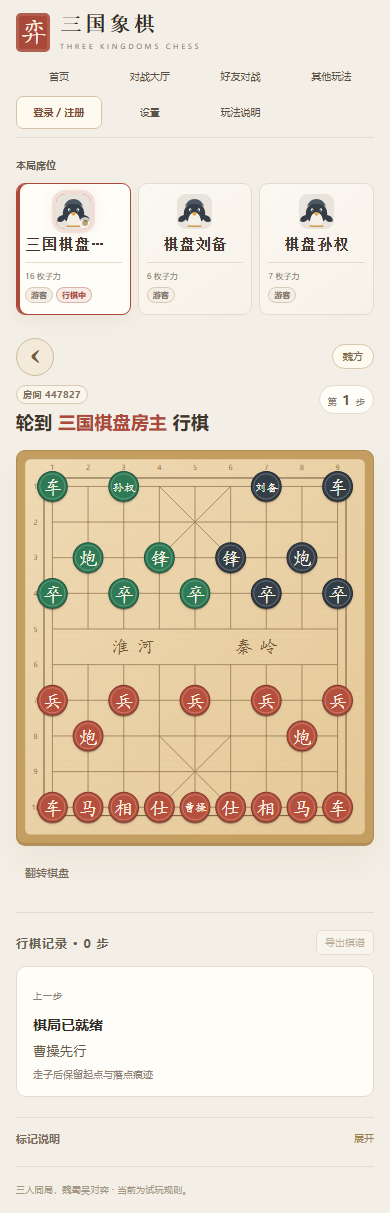 弈
三国象棋
THREE KINGDOMS CHESS
首页 对战大厅 好友对战 其他玩法
登录 / 注册 设置 玩法说明
本局席位
三国棋盘… 棋盘刘备 棋盘孙权
16 枚子力 6 枚子力 7 枚子力
游客 行棋中 游客 游客
魏方
房间 447827
第 1 步
轮到 三国棋盘房主 行棋
1 2 3 4 5 6 7 8 9
车 孙权 刘备 车
2
3 炮 锋 锋 炮
卒 卒 卒 卒 卒
5
淮河 秦岭
6
兵 兵 兵 兵 兵
8 炮 炮
9
车 马 相 仕 曹操 仕 相 马 车
翻转棋盘
行棋记录 · 0 步
导出棋谱
上一步
棋局已就绪
曹操先行
走子后保留起点与落点痕迹
标记说明 展开
三人同局，魏蜀吴对弈 · 当前为试玩规则。